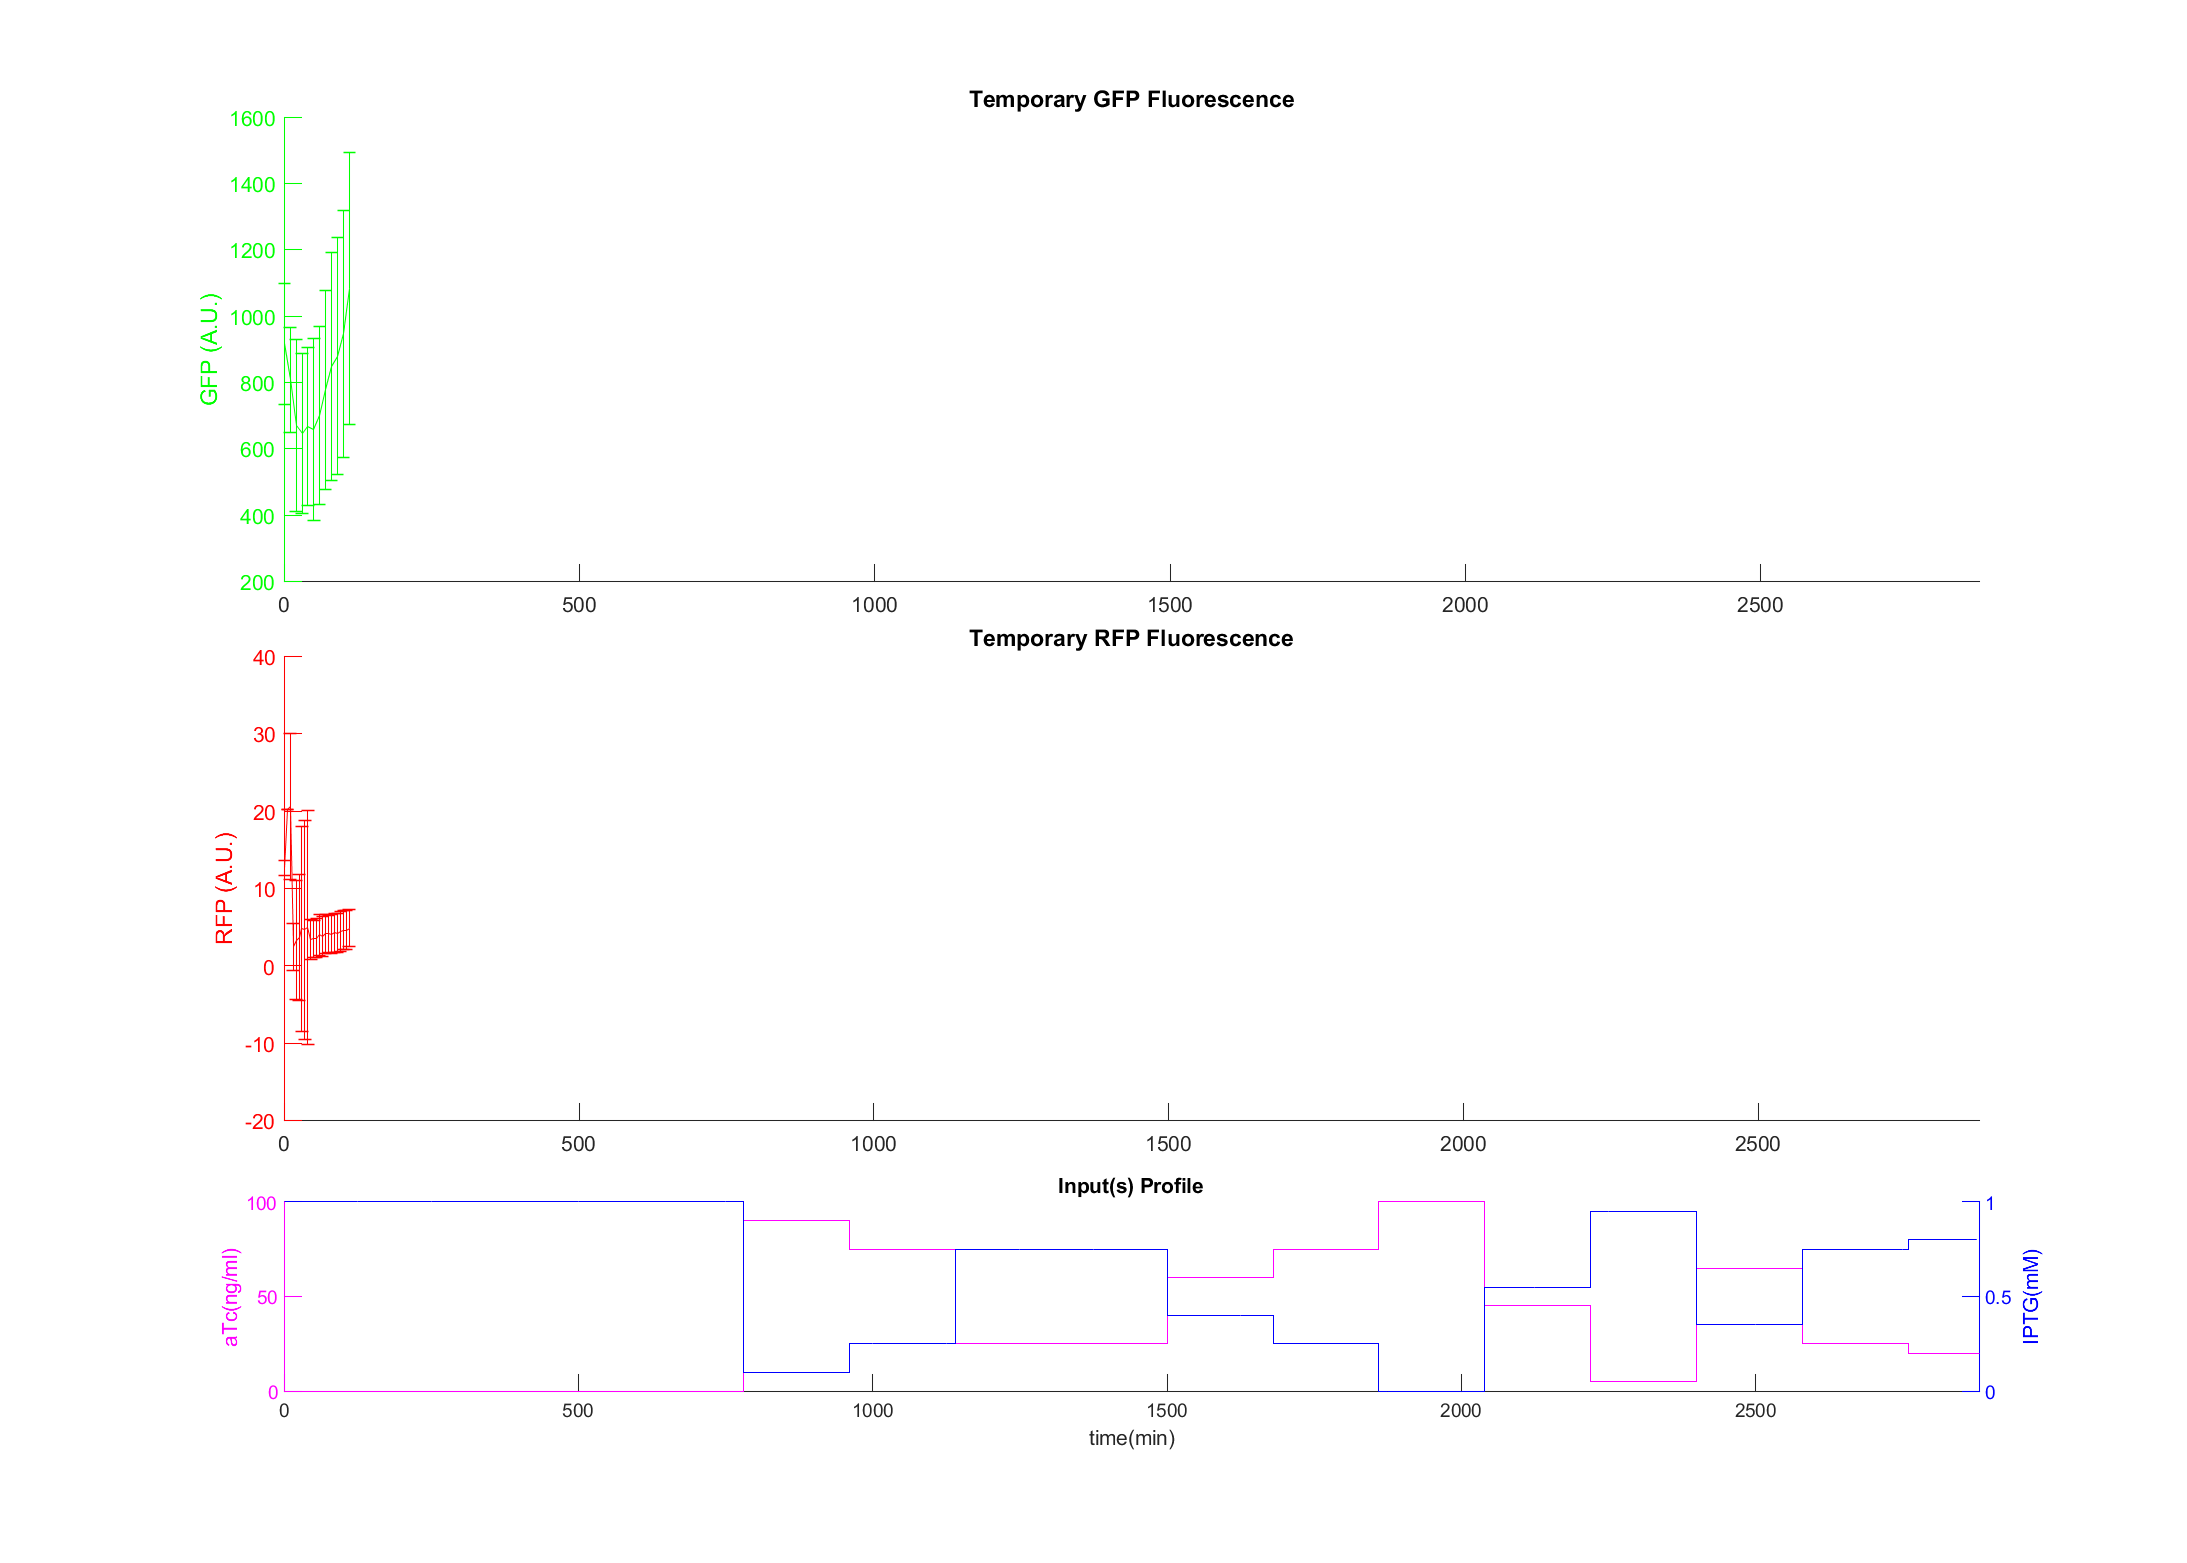 Temporary GFP Fluorescence
1600
1400
1200
1000
800
600
400
200
GFP (A.U.)
0 500 1000 1500 2000 2500
Temporary RFP Fluorescence
40
30
20
10
0
-10
-20
RFP (A.U.)
0 500 1000 1500 2000 2500
Input(s) Profile
100
50
0
aTc(ng/ml)
1
0.5
0
IPTG(mM)
0 500 1000 1500 2000 2500
time(min)